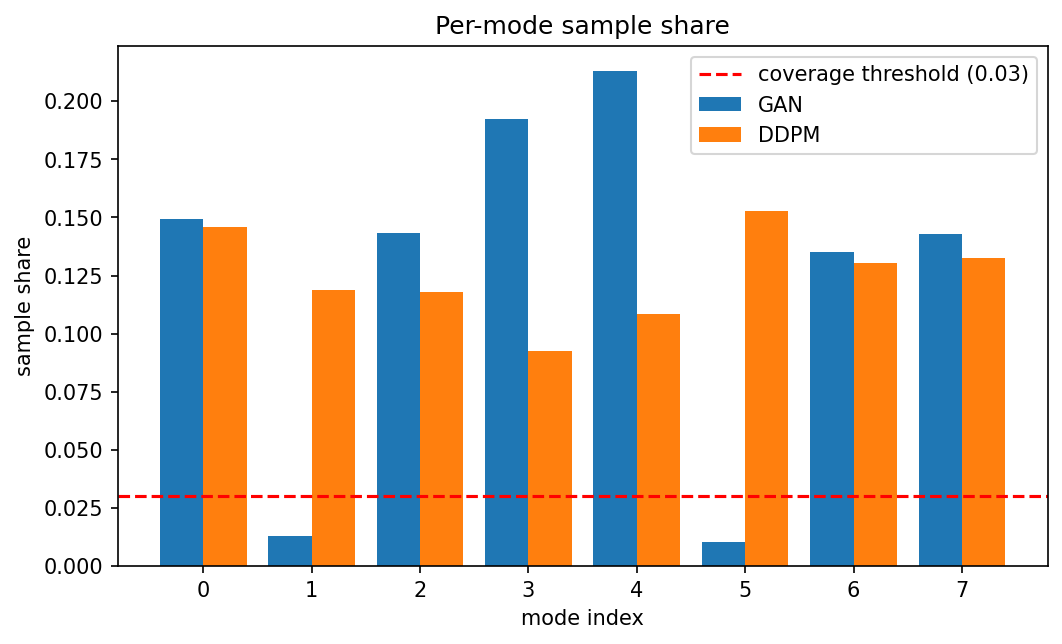 Per-mode sample share
coverage threshold (0.03)
GAN
DDPM
sample share
0.200
0.175
0.150
0.125
0.100
0.075
0.050
0.025
0.000
0 1 2 3 4 5 6 7
mode index